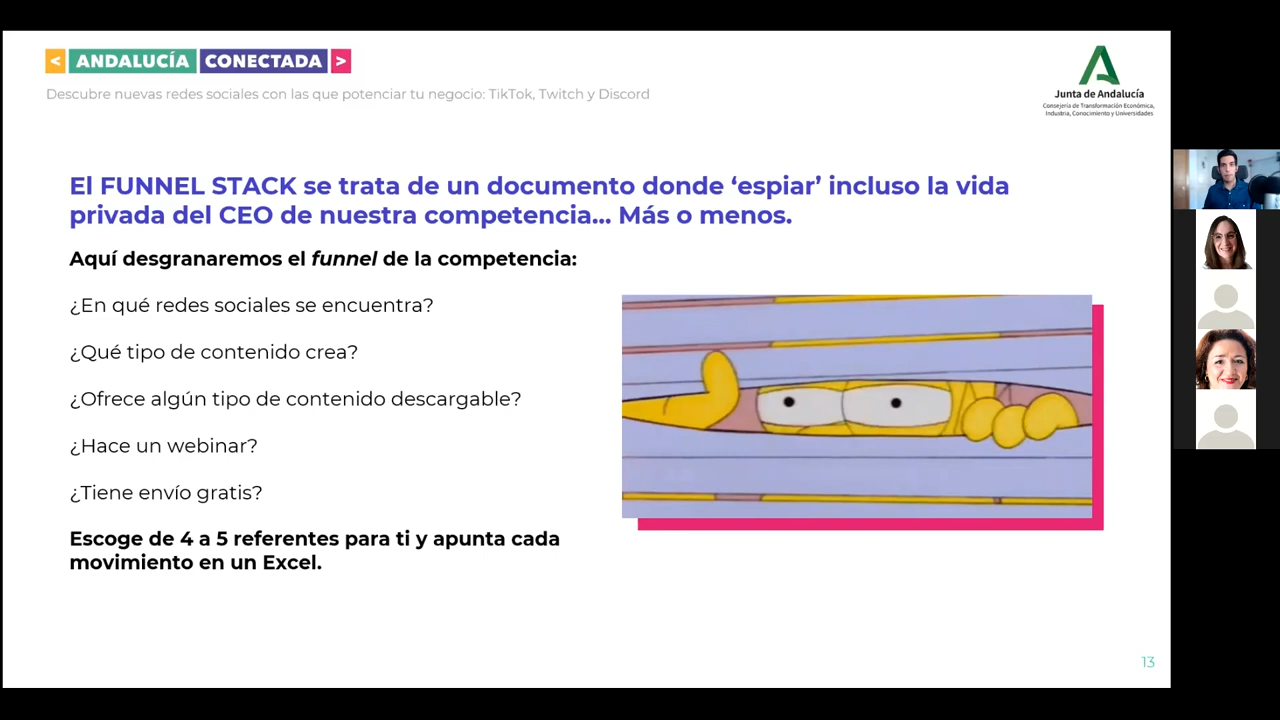 < ANDALUCÍA CONECTADA >
Descubre nuevas redes sociales con las que potenciar tu negocio: TikTok, Twitch y Discord
Junta de Andalucía
Consejería de Transformación Económica,
Industria, Conocimiento y Universidades
El FUNNEL STACK se trata de un documento donde ‘espiar’ incluso la vida
privada del CEO de nuestra competencia... Más o menos.
Aquí desgranaremos el funnel de la competencia:
¿En qué redes sociales se encuentra?
¿Qué tipo de contenido crea?
¿Ofrece algún tipo de contenido descargable?
¿Hace un webinar?
¿Tiene envío gratis?
Escoge de 4 a 5 referentes para ti y apunta cada
movimiento en un Excel.
13